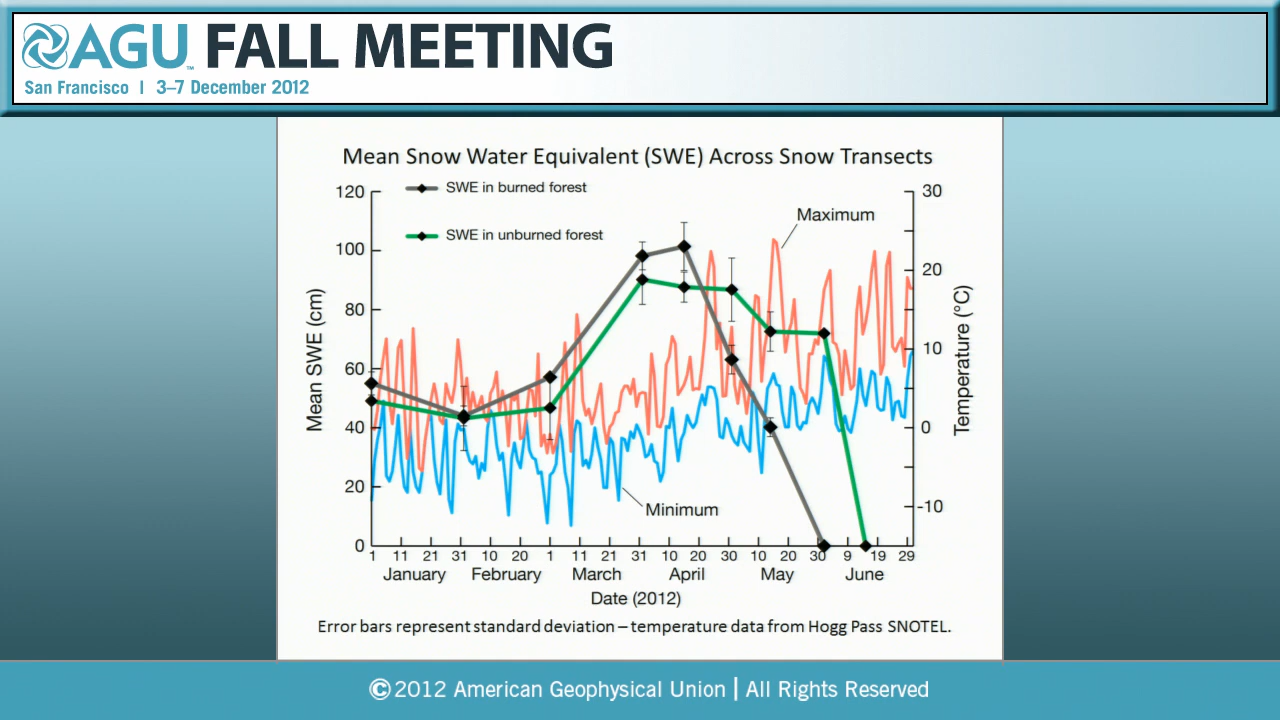 AGU™ FALL MEETING
San Francisco | 3–7 December 2012
Mean Snow Water Equivalent (SWE) Across Snow Transects
SWE in burned forest
SWE in unburned forest
Maximum
Minimum
Mean SWE (cm)
120
100
80
60
40
20
0
Temperature (°C)
30
20
10
0
-10
1 11 21 31 10 20 1 11 21 31 10 20 30 10 20 30 9 19 29
January February March April May June
Date (2012)
Error bars represent standard deviation – temperature data from Hogg Pass SNOTEL.
©2012 American Geophysical Union | All Rights Reserved